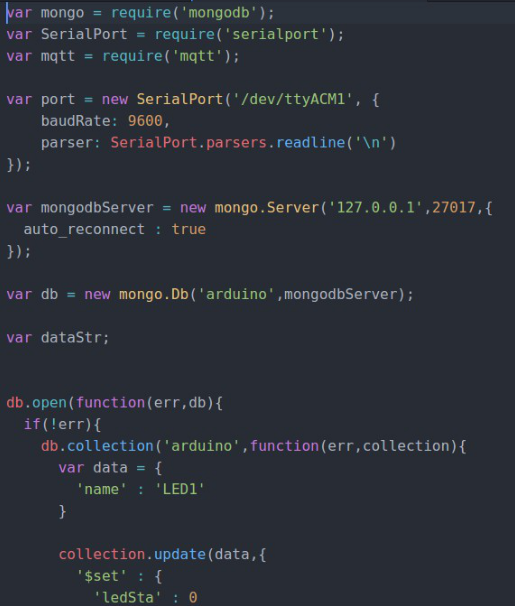 var mongo = require('mongodb');
var SerialPort = require('serialport');
var mqtt = require('mqtt');
var port = new SerialPort('/dev/ttyACM1', {
    baudRate: 9600,
    parser: SerialPort.parsers.readline('\n')
});
var mongodbServer = new mongo.Server('127.0.0.1',27017,{
  auto_reconnect : true
});
var db = new mongo.Db('arduino',mongodbServer);
var dataStr;
db.open(function(err,db){
  if(!err){
    db.collection('arduino',function(err,collection){
      var data = {
        'name' : 'LED1'
      }
      collection.update(data,{
        '$set' : {
          'ledSta' : 0